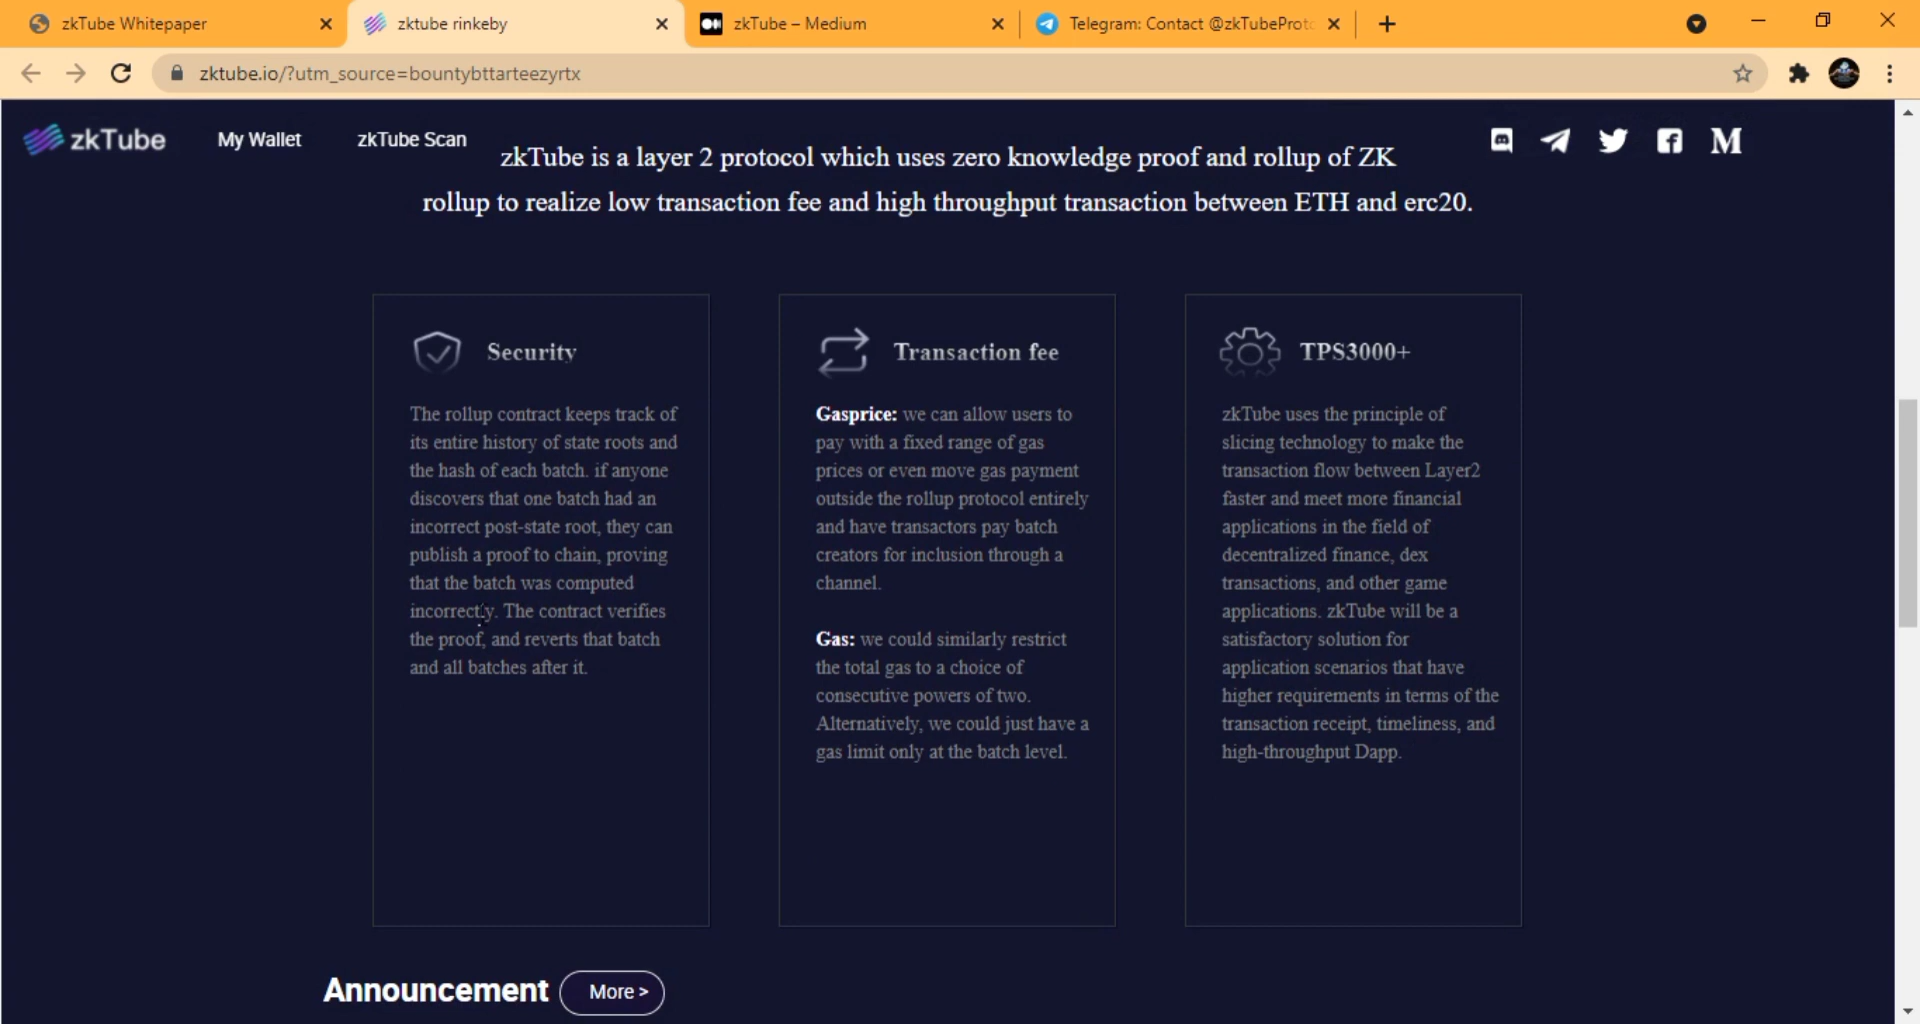 zkTube Whitepaper
zktube rinkeby
zkTube – Medium
Telegram: Contact @zkTubeProto
zktube.io/?utm_source=bountybttarteezyrtx
zkTube
My Wallet
zkTube Scan
zkTube is a layer 2 protocol which uses zero knowledge proof and rollup of ZK
rollup to realize low transaction fee and high throughput transaction between ETH and erc20.
Security
The rollup contract keeps track of
its entire history of state roots and
the hash of each batch. if anyone
discovers that one batch had an
incorrect post-state root, they can
publish a proof to chain, proving
that the batch was computed
incorrectly. The contract verifies
the proof, and reverts that batch
and all batches after it.
Transaction fee
Gasprice: we can allow users to
pay with a fixed range of gas
prices or even move gas payment
outside the rollup protocol entirely
and have transactors pay batch
creators for inclusion through a
channel.
Gas: we could similarly restrict
the total gas to a choice of
consecutive powers of two.
Alternatively, we could just have a
gas limit only at the batch level.
TPS3000+
zkTube uses the principle of
slicing technology to make the
transaction flow between Layer2
faster and meet more financial
applications in the field of
decentralized finance, dex
transactions, and other game
applications. zkTube will be a
satisfactory solution for
application scenarios that have
higher requirements in terms of the
transaction receipt, timeliness, and
high-throughput Dapp.
Announcement
More >